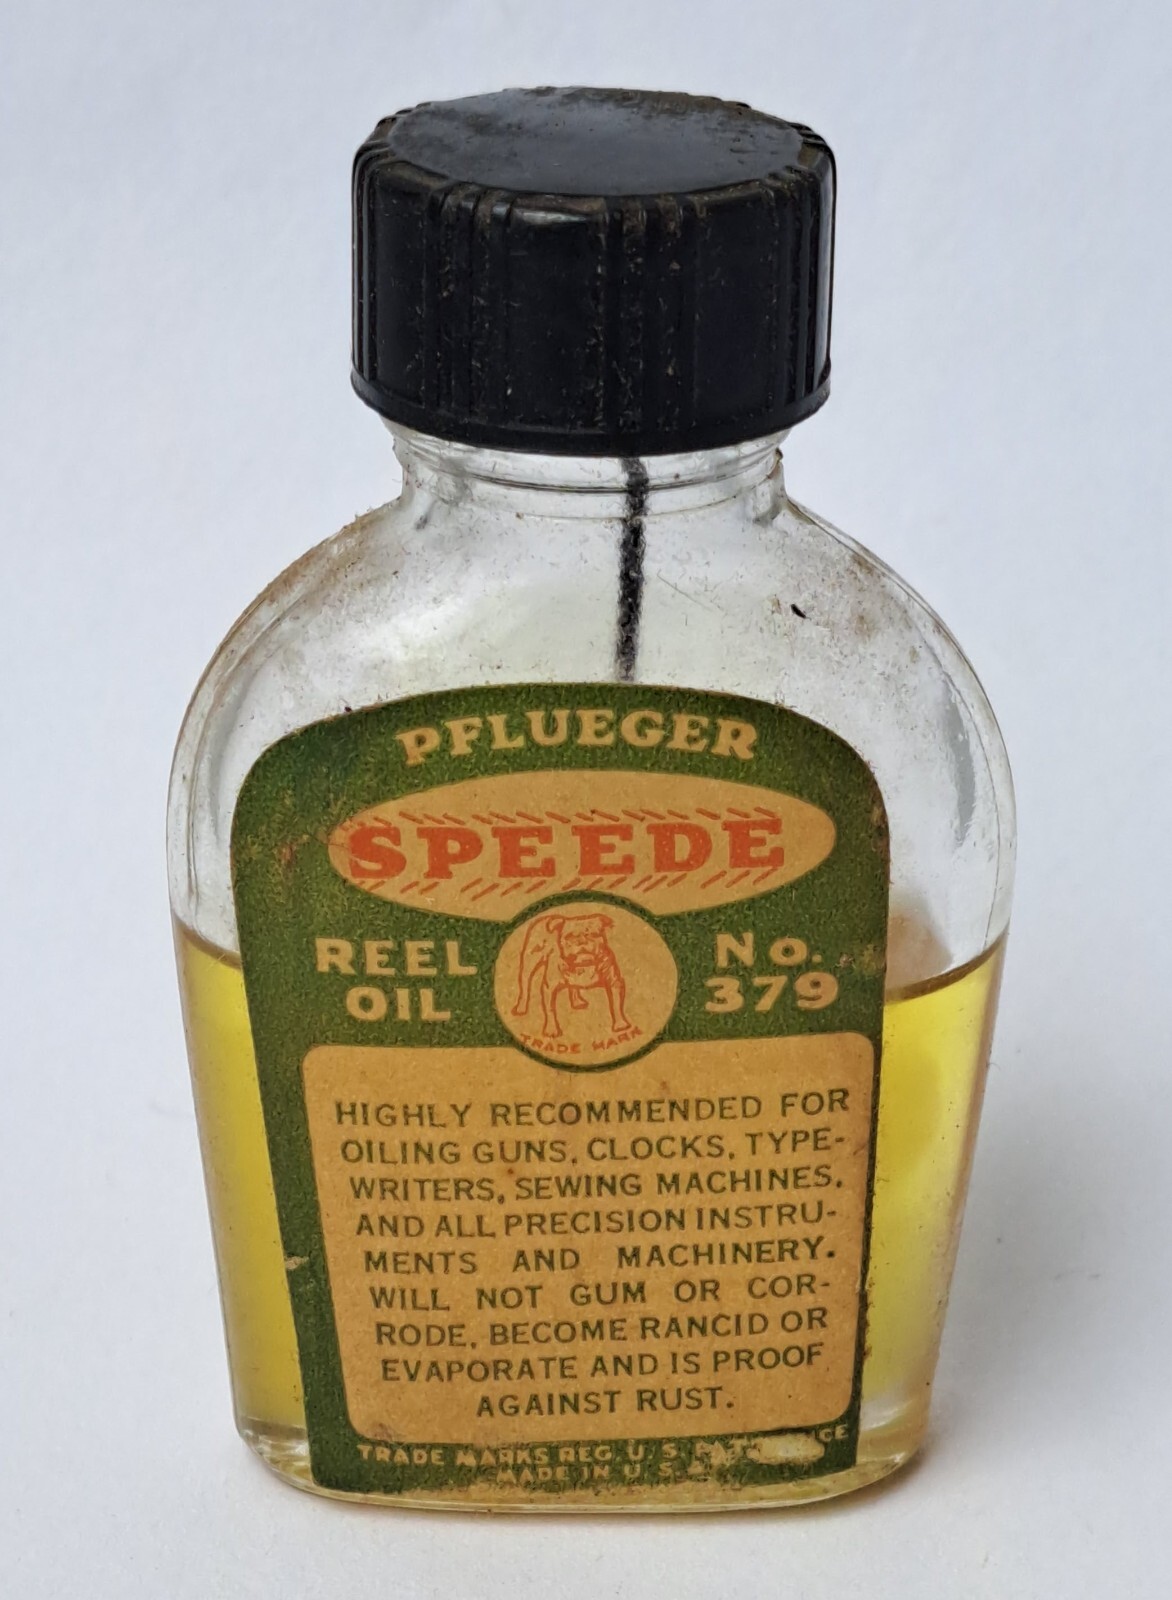 PFLUEGER
SPEEDE
REEL
OIL
No.
379
TRADE MARK
HIGHLY RECOMMENDED FOR
OILING GUNS, CLOCKS, TYPE-
WRITERS, SEWING MACHINES,
AND ALL PRECISION INSTRU-
MENTS AND MACHINERY.
WILL NOT GUM OR COR-
RODE, BECOME RANCID OR
EVAPORATE AND IS PROOF
AGAINST RUST.
TRADE MARKS REG. U. S. PAT.
MADE IN U. S. A.